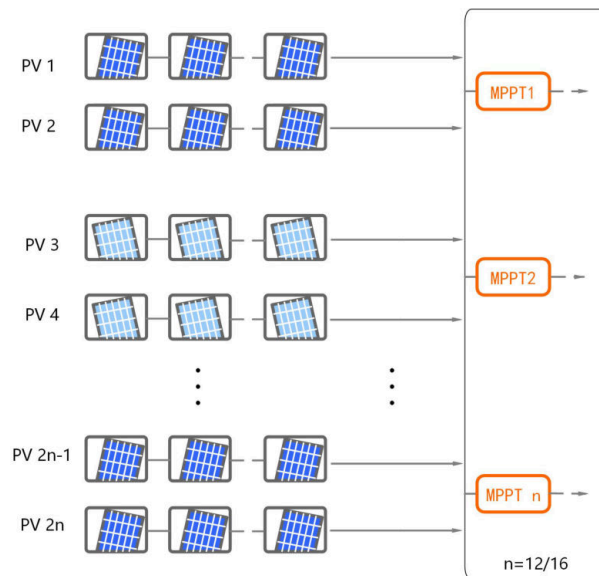 PV 1
MPPT1
PV 2
PV 3
MPPT2
PV 4
PV 2n-1
MPPT n
PV 2n
n=12/16